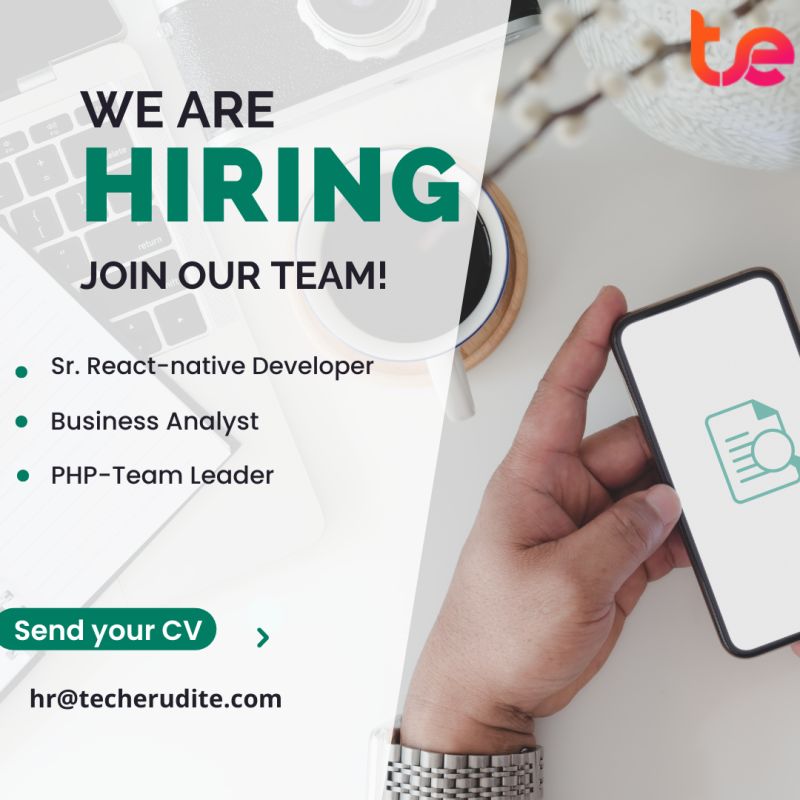 te
WE ARE
HIRING
JOIN OUR TEAM!
Sr. React-native Developer
Business Analyst
PHP-Team Leader
Send your CV
hr@techerudite.com
return